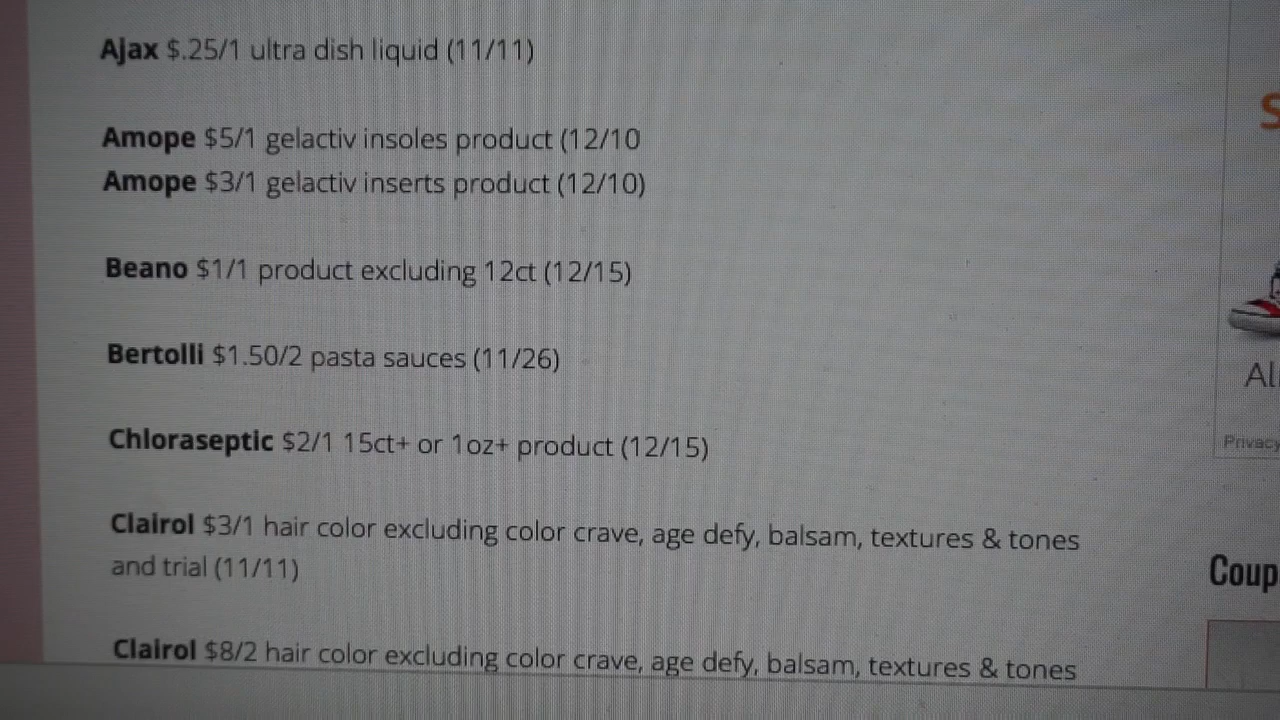 Ajax $.25/1 ultra dish liquid (11/11)
Amope $5/1 gelactiv insoles product (12/10
Amope $3/1 gelactiv inserts product (12/10)
Beano $1/1 product excluding 12ct (12/15)
Bertolli $1.50/2 pasta sauces (11/26)
Chloraseptic $2/1 15ct+ or 1oz+ product (12/15)
Clairol $3/1 hair color excluding color crave, age defy, balsam, textures & tones
and trial (11/11)
Clairol $8/2 hair color excluding color crave, age defy, balsam, textures & tones
S
Al
Privacy
Coup